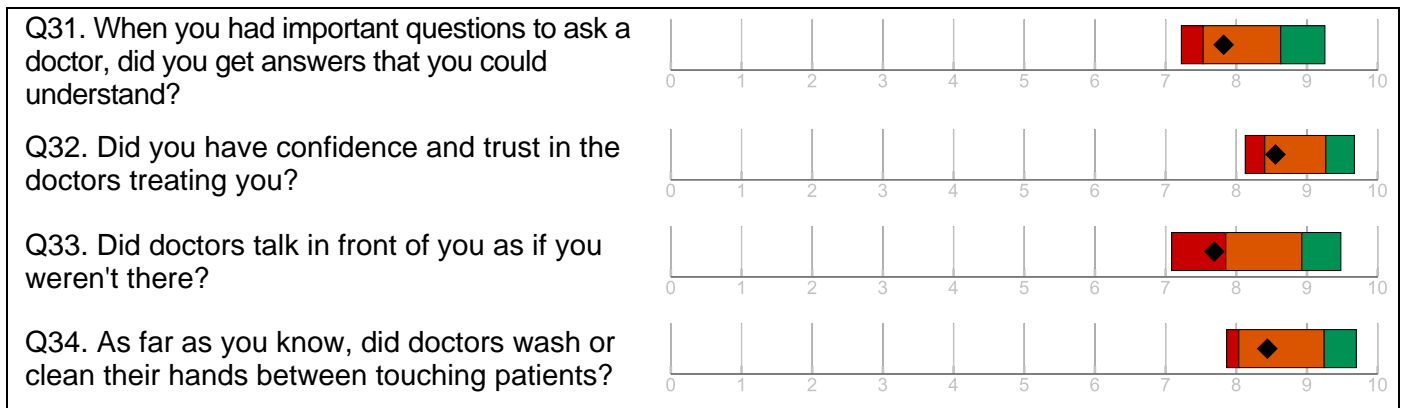 Q31. When you had important questions to ask a
doctor, did you get answers that you could
understand?
0 1 2 3 4 5 6 7 8 9 10
Q32. Did you have confidence and trust in the
doctors treating you?
0 1 2 3 4 5 6 7 8 9 10
Q33. Did doctors talk in front of you as if you
weren't there?
0 1 2 3 4 5 6 7 8 9 10
Q34. As far as you know, did doctors wash or
clean their hands between touching patients?
0 1 2 3 4 5 6 7 8 9 10